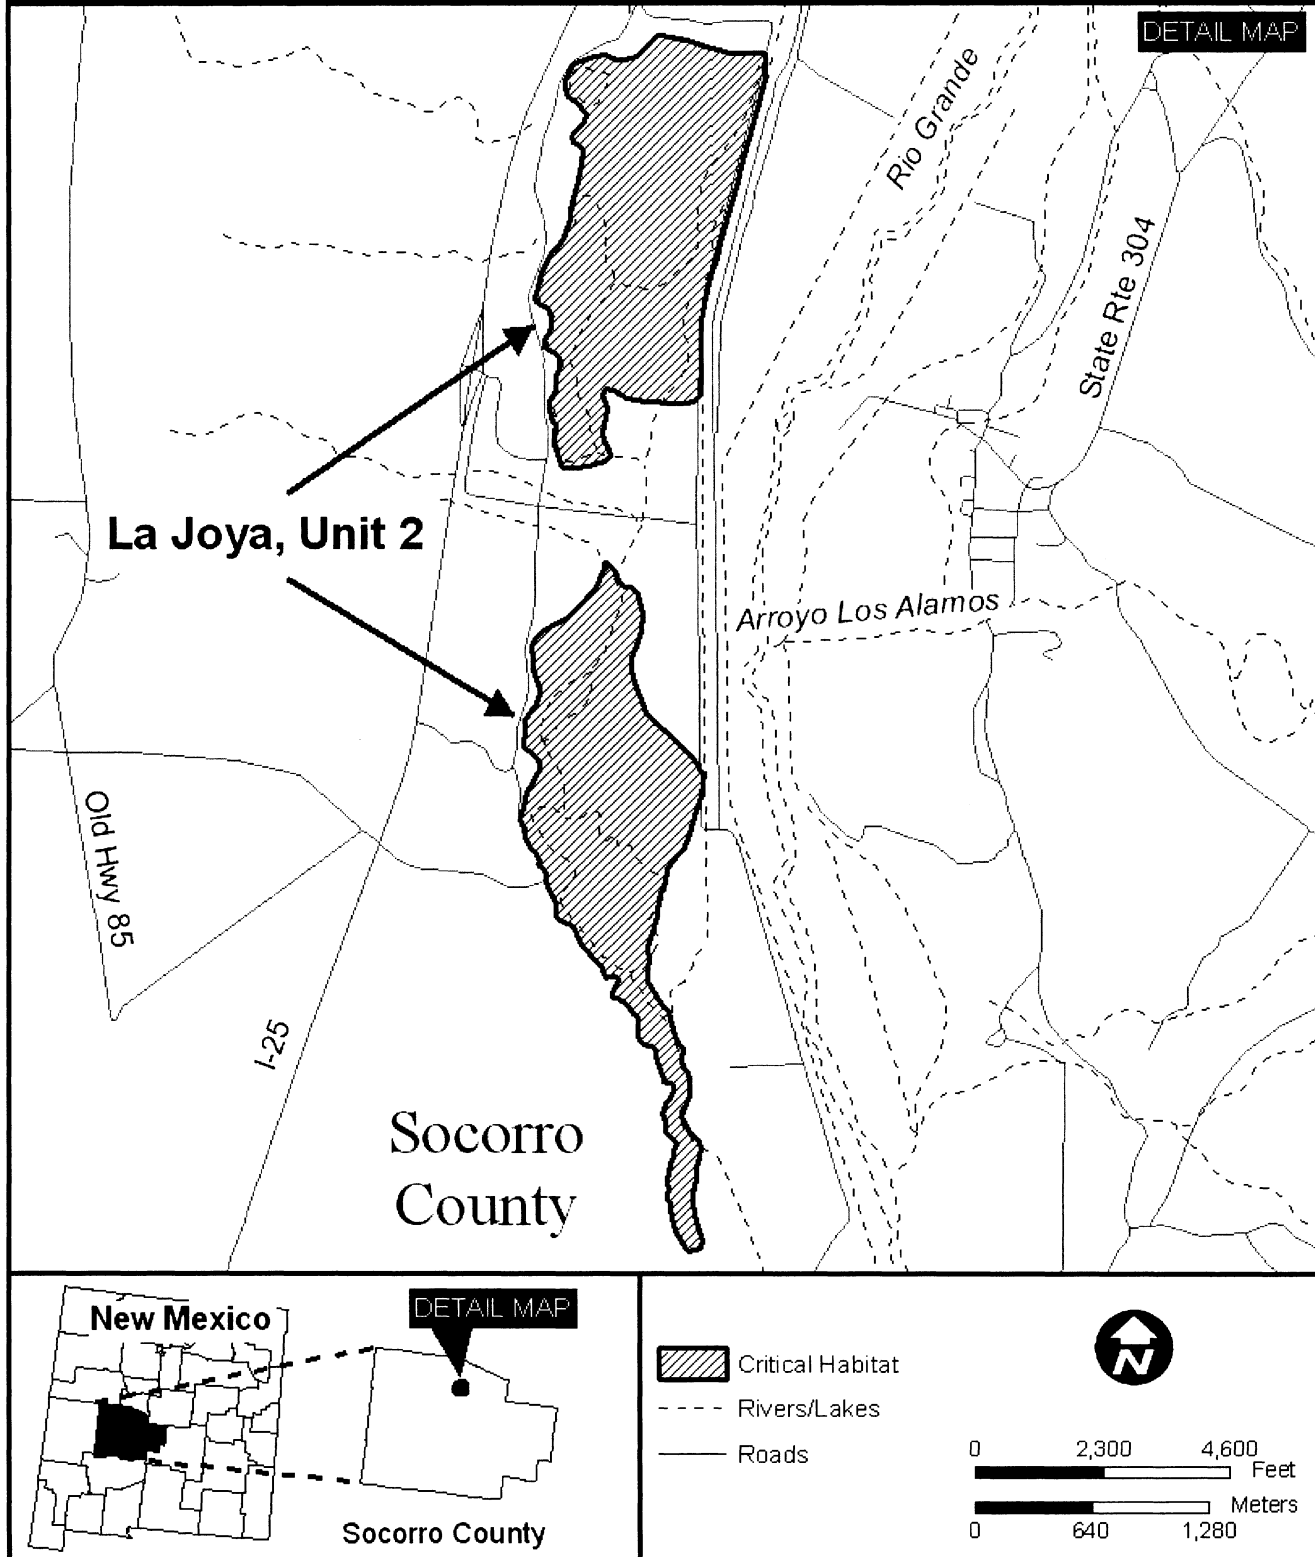 DETAIL MAP
Rio Grande
State Rte 304
La Joya, Unit 2
Arroyo Los Alamos
Old Hwy 85
I-25
Socorro
County
New Mexico
DETAIL MAP
Socorro County
Critical Habitat
Rivers/Lakes
Roads
N
0 2,300 4,600
Feet
Meters
0 640 1,280